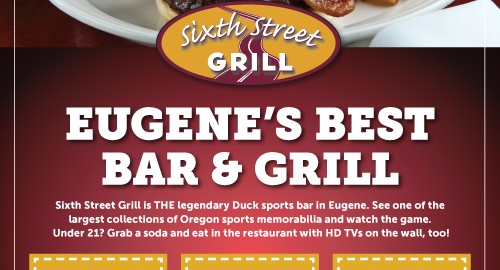 Sixth Street
GRILL
EUGENE'S BEST
BAR & GRILL
Sixth Street Grill is THE legendary Duck sports bar in Eugene. See one of the
largest collections of Oregon sports memorabilia and watch the game.
Under 21? Grab a soda and eat in the restaurant with HD TVs on the wall, too!